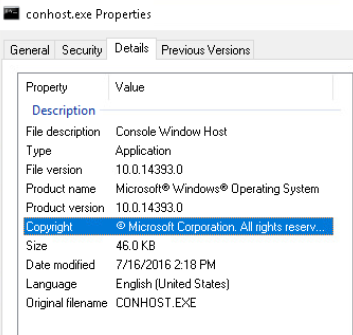 conhost.exe Properties
General Security Details Previous Versions
Property Value
Description
File description Console Window Host
Type Application
File version 10.0.14393.0
Product name Microsoft® Windows® Operating System
Product version 10.0.14393.0
Copyright © Microsoft Corporation. All rights reserv...
Size 46.0 KB
Date modified 7/16/2016 2:18 PM
Language English (United States)
Original filename CONHOST.EXE